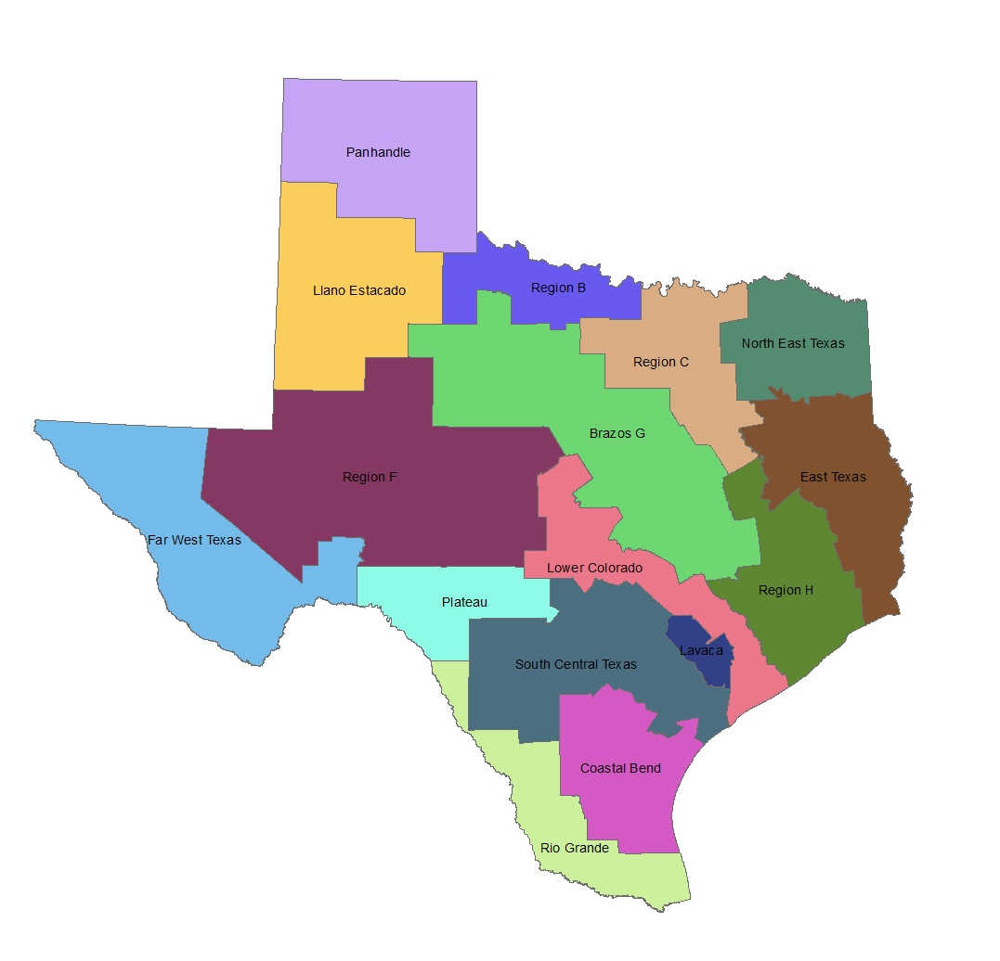 Panhandle
Llano Estacado
Region B
North East Texas
Region C
Brazos G
Region F
East Texas
Far West Texas
Lower Colorado
Region H
Plateau
Lavaca
South Central Texas
Coastal Bend
Rio Grande